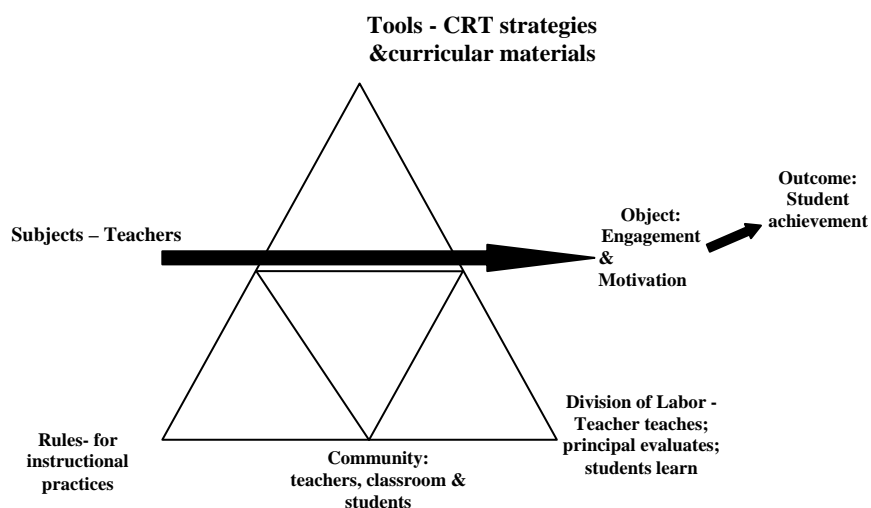 Tools - CRT strategies
&curricular materials
Outcome:
Student
achievement
Object:
Engagement
&
Motivation
Subjects – Teachers
Division of Labor -
Teacher teaches;
principal evaluates;
students learn
Rules- for
instructional
practices
Community:
teachers, classroom &
students